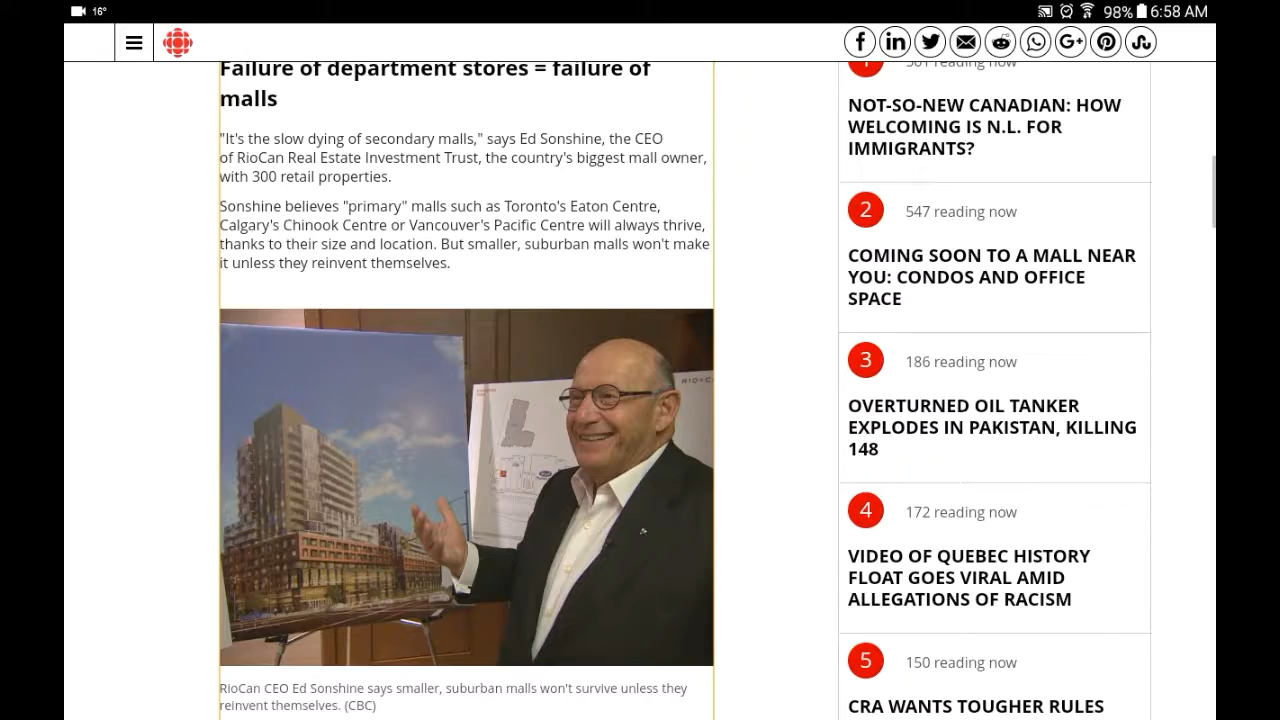 16°
98% 6:58 AM
Failure of department stores = failure of
malls
"It's the slow dying of secondary malls," says Ed Sonshine, the CEO
of RioCan Real Estate Investment Trust, the country's biggest mall owner,
with 300 retail properties.
Sonshine believes "primary" malls such as Toronto's Eaton Centre,
Calgary's Chinook Centre or Vancouver's Pacific Centre will always thrive,
thanks to their size and location. But smaller, suburban malls won't make
it unless they reinvent themselves.
RioCan CEO Ed Sonshine says smaller, suburban malls won't survive unless they
reinvent themselves. (CBC)
1
561 reading now
NOT-SO-NEW CANADIAN: HOW
WELCOMING IS N.L. FOR
IMMIGRANTS?
2
547 reading now
COMING SOON TO A MALL NEAR
YOU: CONDOS AND OFFICE
SPACE
3
186 reading now
OVERTURNED OIL TANKER
EXPLODES IN PAKISTAN, KILLING
148
4
172 reading now
VIDEO OF QUEBEC HISTORY
FLOAT GOES VIRAL AMID
ALLEGATIONS OF RACISM
5
150 reading now
CRA WANTS TOUGHER RULES